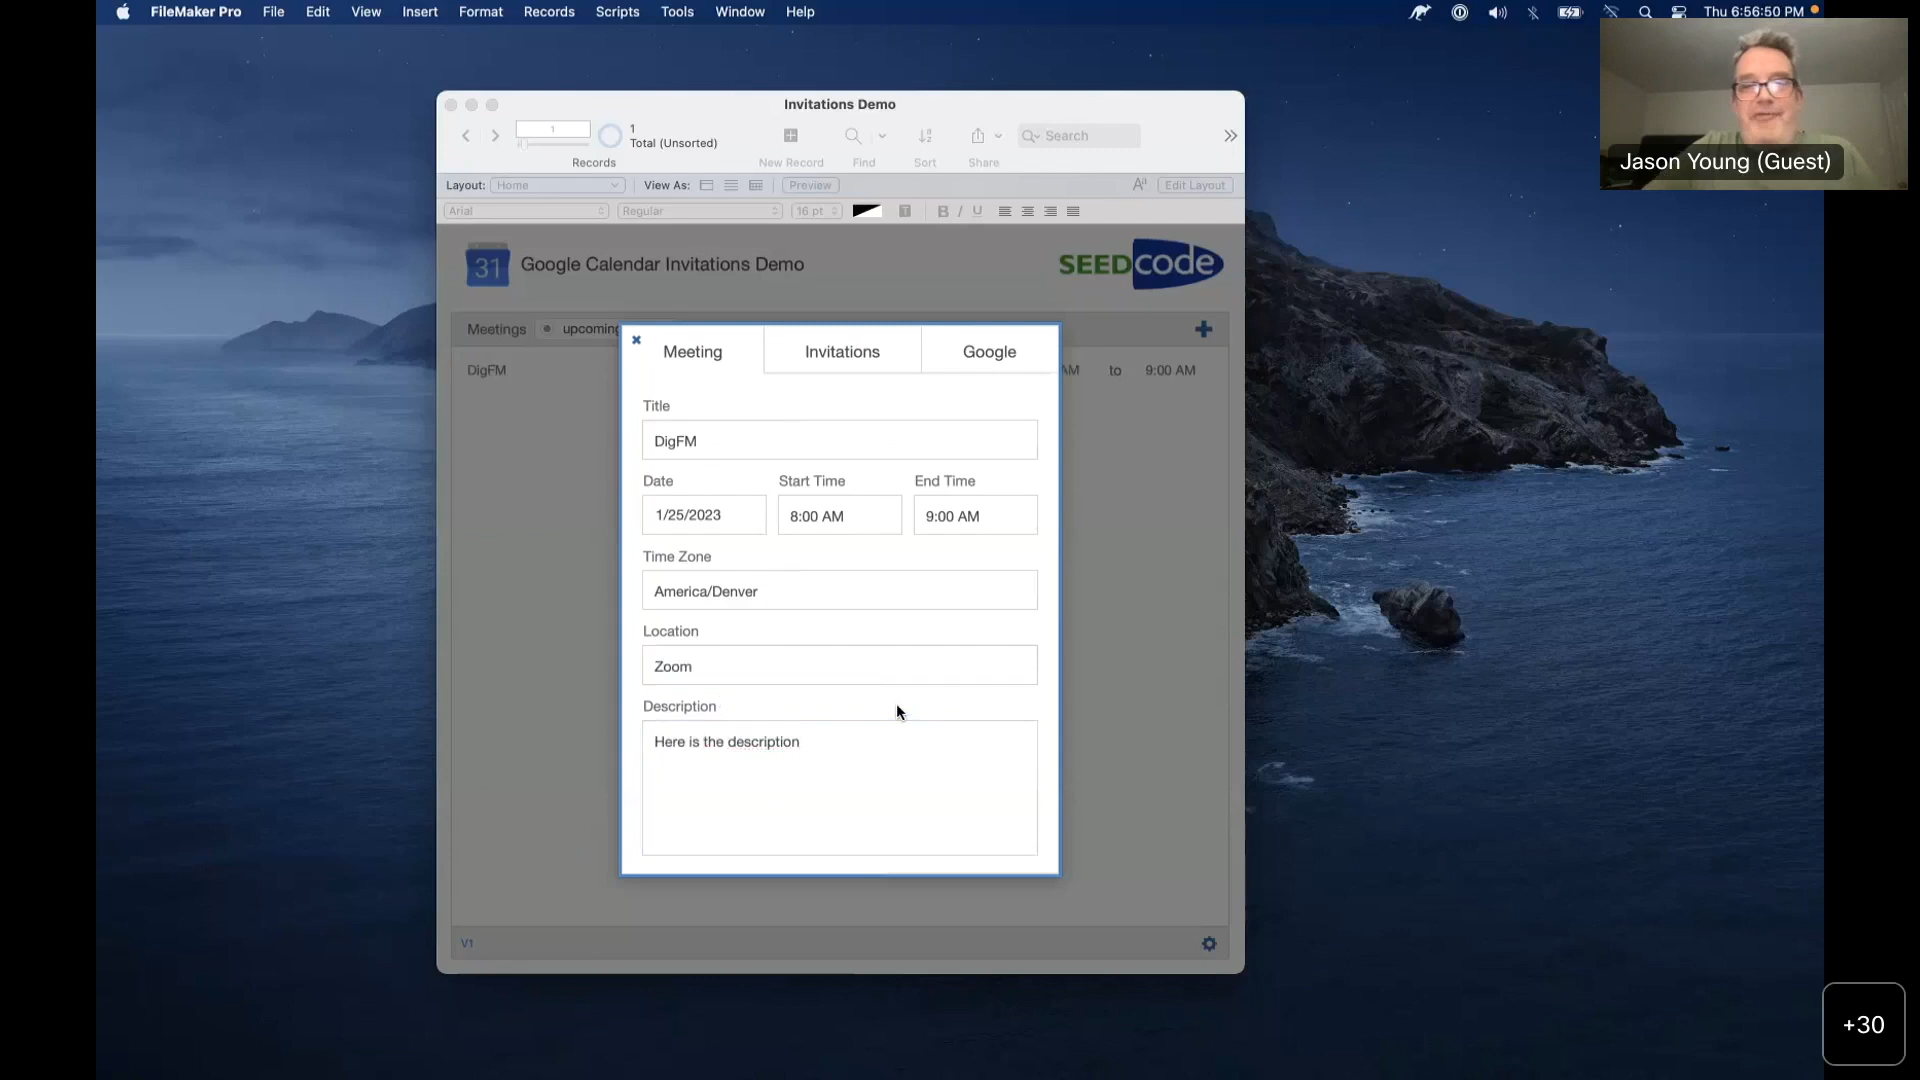 FileMaker Pro File Edit View Insert Format Records Scripts Tools Window Help Thu 6:56:50 PM
Jason Young (Guest)
Invitations Demo
1
1
Total (Unsorted)
Search
Records New Record Find Sort Share
Layout: Home View As: Preview Edit Layout
Arial Regular 16 pt B I U
31 Google Calendar Invitations Demo SEEDcode
Meetings upcoming
DigFM AM to 9:00 AM
Meeting Invitations Google
Title
DigFM
Date Start Time End Time
1/25/2023 8:00 AM 9:00 AM
Time Zone
America/Denver
Location
Zoom
Description
Here is the description
V1
+30